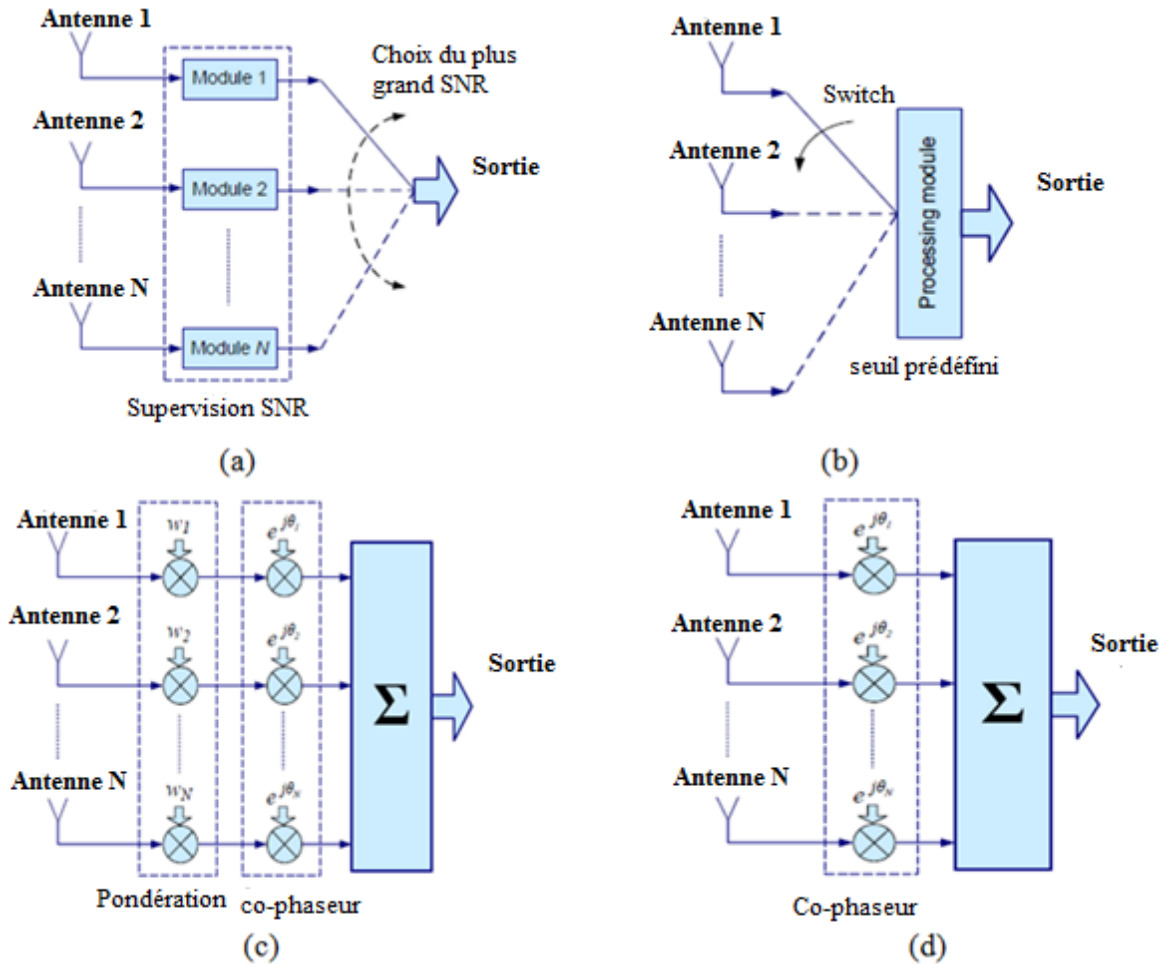 Antenne 1
Module 1
Choix du plus
grand SNR
Antenne 2
Module 2
Sortie
Antenne N
Module N
Supervision SNR
(a)
Antenne 1
Switch
Antenne 2
Sortie
Processing module
Antenne N
seuil prédéfini
(b)
Antenne 1
w1
e^jθ1
Antenne 2
w2
e^jθ2
Sortie
Σ
Antenne N
wN
e^jθN
Pondération
co-phaseur
(c)
Antenne 1
e^jθ1
Antenne 2
e^jθ2
Sortie
Σ
Antenne N
e^jθN
Co-phaseur
(d)